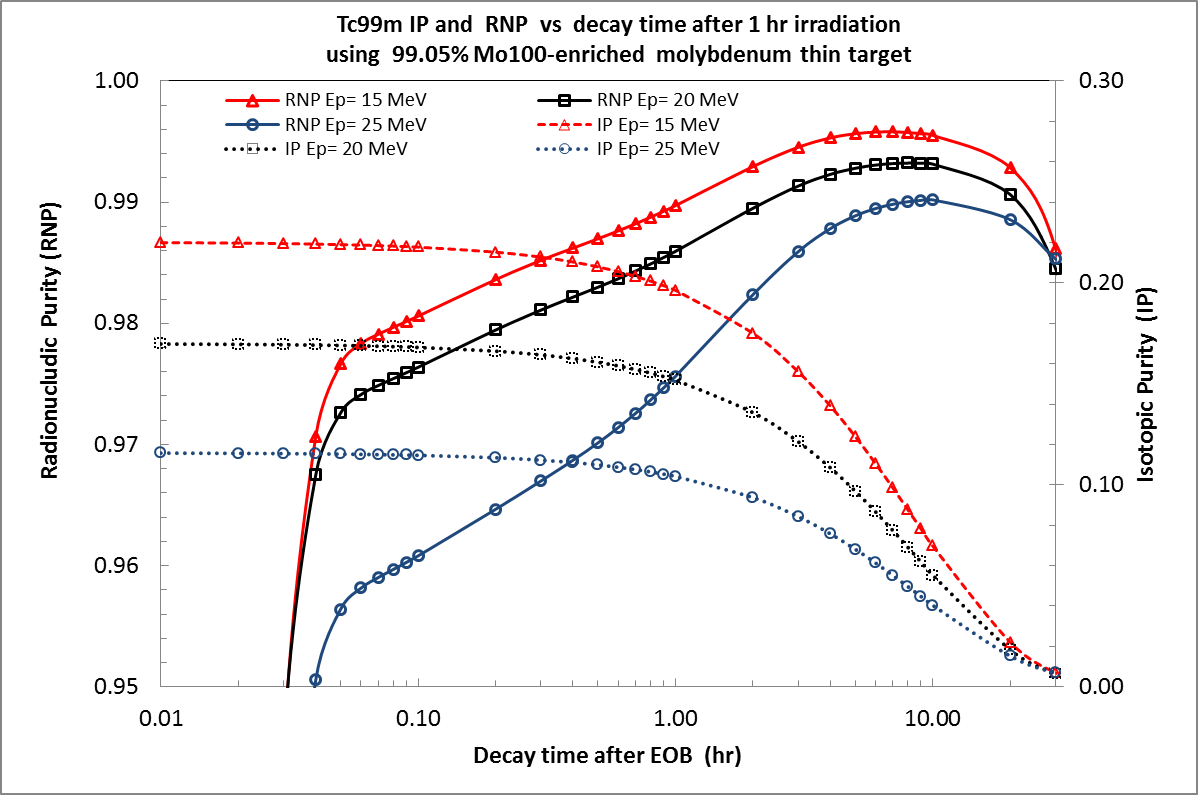 Tc99m IP and RNP vs decay time after 1 hr irradiation
using 99.05% Mo100-enriched molybdenum thin target
RNP Ep= 15 MeV
RNP Ep= 20 MeV
RNP Ep= 25 MeV
IP Ep= 15 MeV
IP Ep= 20 MeV
IP Ep= 25 MeV
Radionuclidic Purity (RNP)
1.00
0.99
0.98
0.97
0.96
0.95
0.30
0.20
0.10
0.00
Isotopic Purity (IP)
0.01
0.10
1.00
10.00
Decay time after EOB (hr)